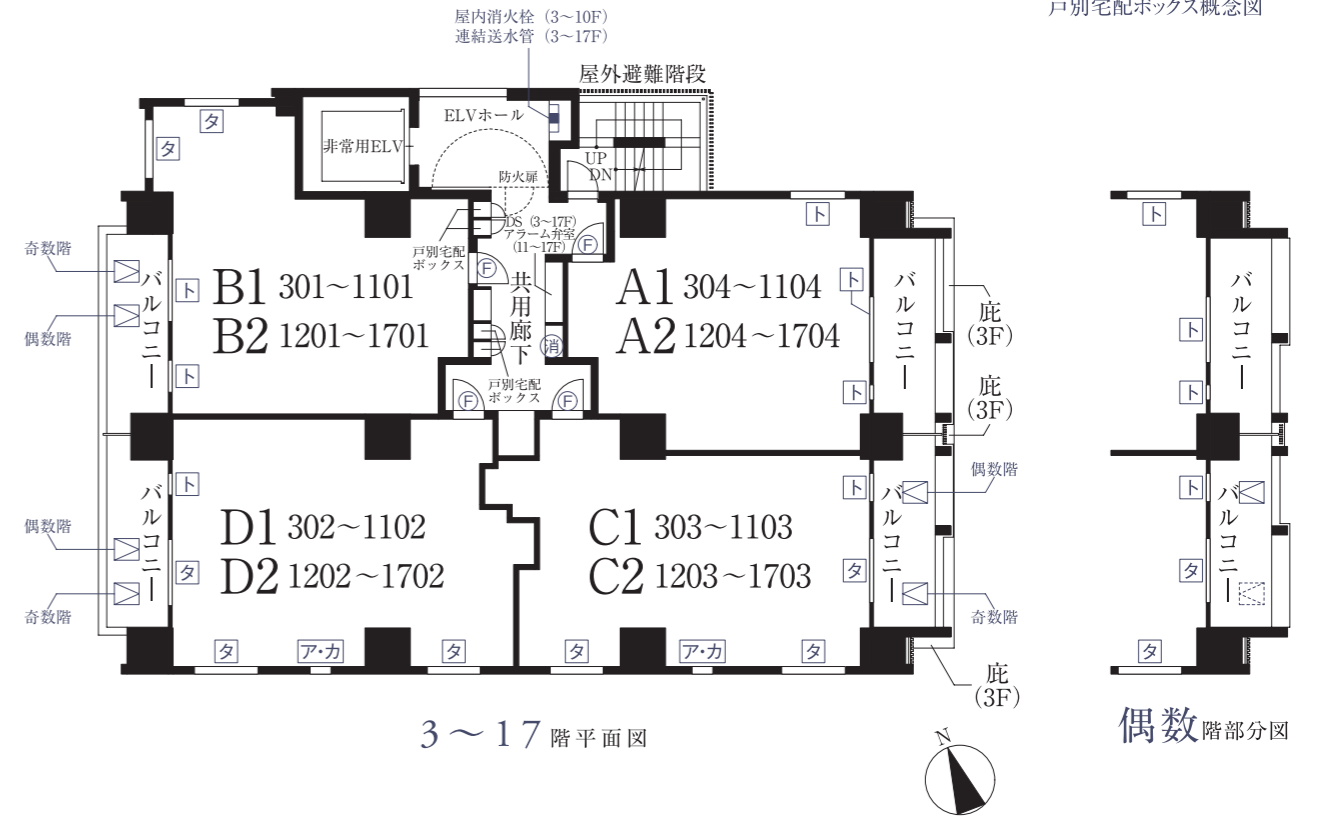 戸別宅配ボックス概念図
屋内消火栓（3～10F）
連結送水管（3～17F）
屋外避難階段
ELVホール
非常用ELV
防火扉
UP
DN
タ
タ
ト
ト
DS（3～17F）
アラーム弁室
（11～17F）
F
戸別宅配
ボックス
F
奇数階
偶数階
バルコニー
ト
ト
B1 301～1101
B2 1201～1701
共用廊下
消
戸別宅配
ボックス
F
F
A1 304～1104
A2 1204～1704
ト
ト
バルコニー
庇
（3F）
庇
（3F）
ト
ト
バルコニー
偶数階
奇数階
バルコニー
ト
タ
D1 302～1102
D2 1202～1702
C1 303～1103
C2 1203～1703
ト
タ
バルコニー
偶数階
奇数階
ト
タ
バルコニー
タ
ア・カ
タ
タ
ア・カ
タ
タ
庇
（3F）
3～17階平面図
偶数階部分図
N